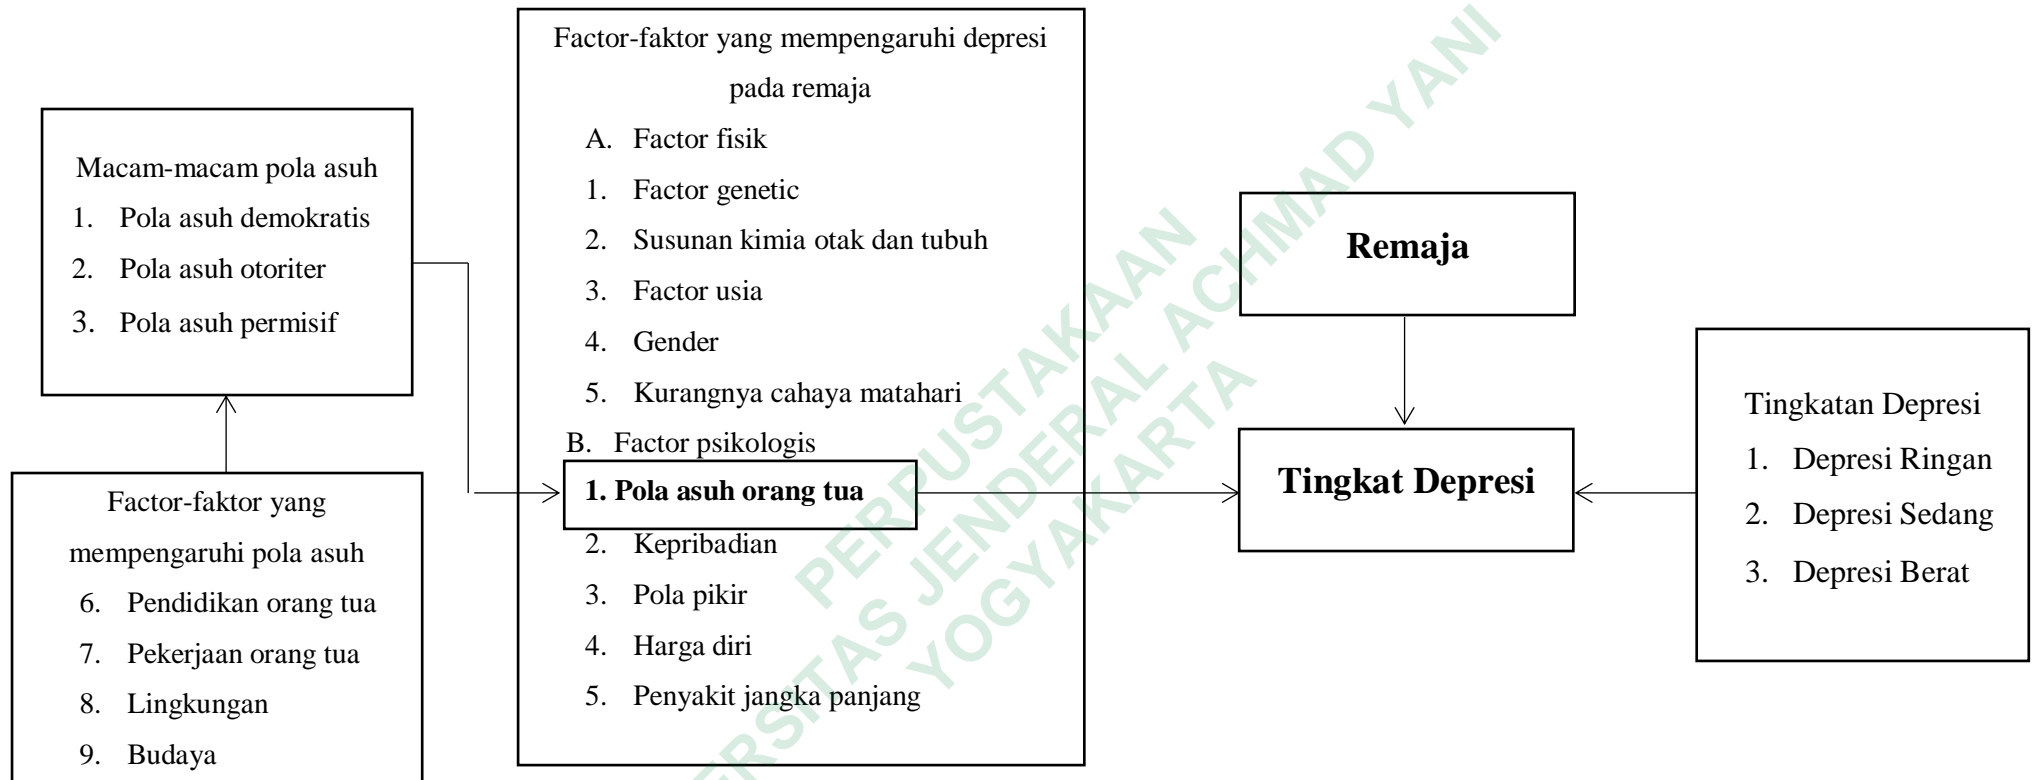 Macam-macam pola asuh
1. Pola asuh demokratis
2. Pola asuh otoriter
3. Pola asuh permisif
Factor-faktor yang
mempengaruhi pola asuh
6. Pendidikan orang tua
7. Pekerjaan orang tua
8. Lingkungan
9. Budaya
Factor-faktor yang mempengaruhi depresi
pada remaja
A. Factor fisik
1. Factor genetic
2. Susunan kimia otak dan tubuh
3. Factor usia
4. Gender
5. Kurangnya cahaya matahari
B. Factor psikologis
1. Pola asuh orang tua
2. Kepribadian
3. Pola pikir
4. Harga diri
5. Penyakit jangka panjang
Remaja
Tingkat Depresi
Tingkatan Depresi
1. Depresi Ringan
2. Depresi Sedang
3. Depresi Berat
PERPUSTAKAAN
ERSITAS JENDERAL ACHMAD YANI
YOGYAKARTA